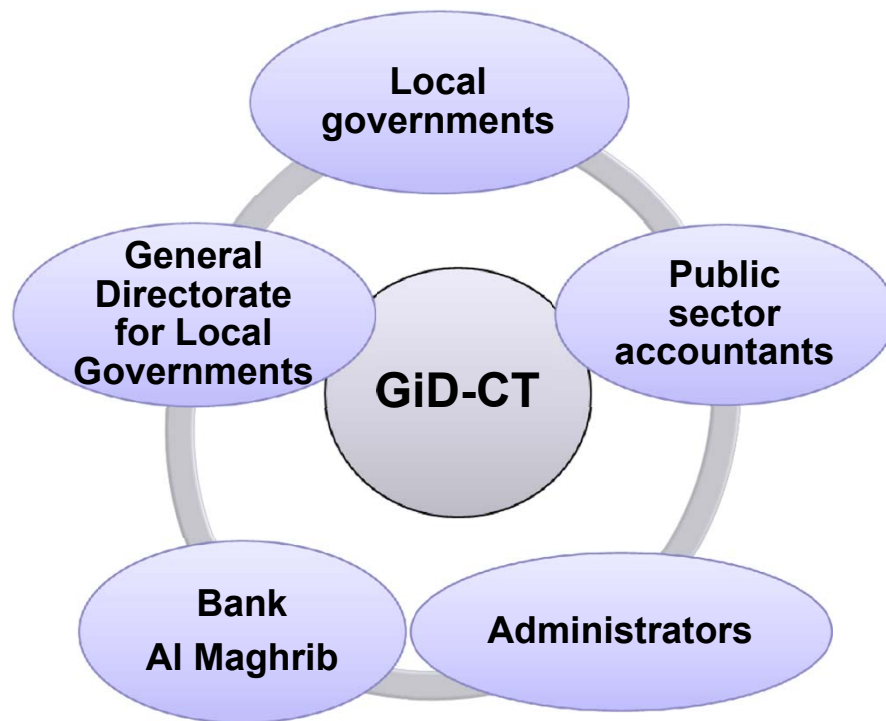 Local
governments
General
Directorate
for Local
Governments
Public
sector
accountants
GiD-CT
Bank
Al Maghrib
Administrators